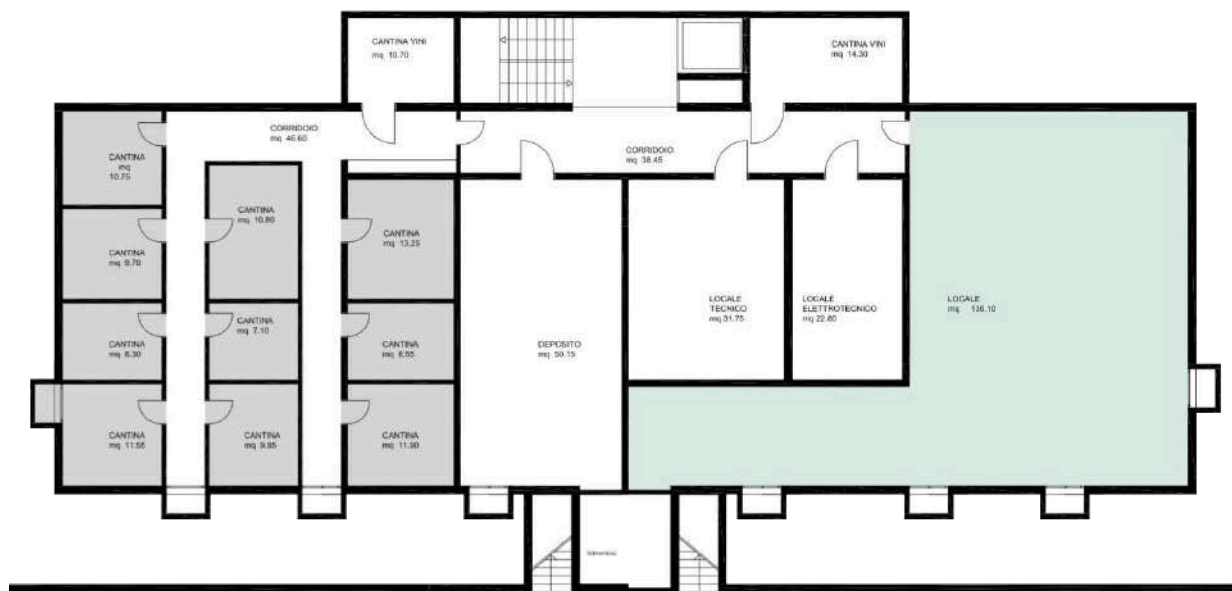 CANTINA VINI
mq 10.70
CANTINA VINI
mq 14.30
CORRIDOIO
mq 46.60
CORRIDOIO
mq 38.45
CANTINA
mq
10.75
CANTINA
mq 10.80
CANTINA
mq 13.25
CANTINA
mq 9.70
CANTINA
mq 8.30
CANTINA
mq 7.10
CANTINA
mq 8.55
DEPOSITO
mq 50.15
LOCALE
TECNICO
mq 31.75
LOCALE
ELETTROTECNICO
mq 22.80
LOCALE
mq 138.10
CANTINA
mq 11.55
CANTINA
mq 9.85
CANTINA
mq 11.90